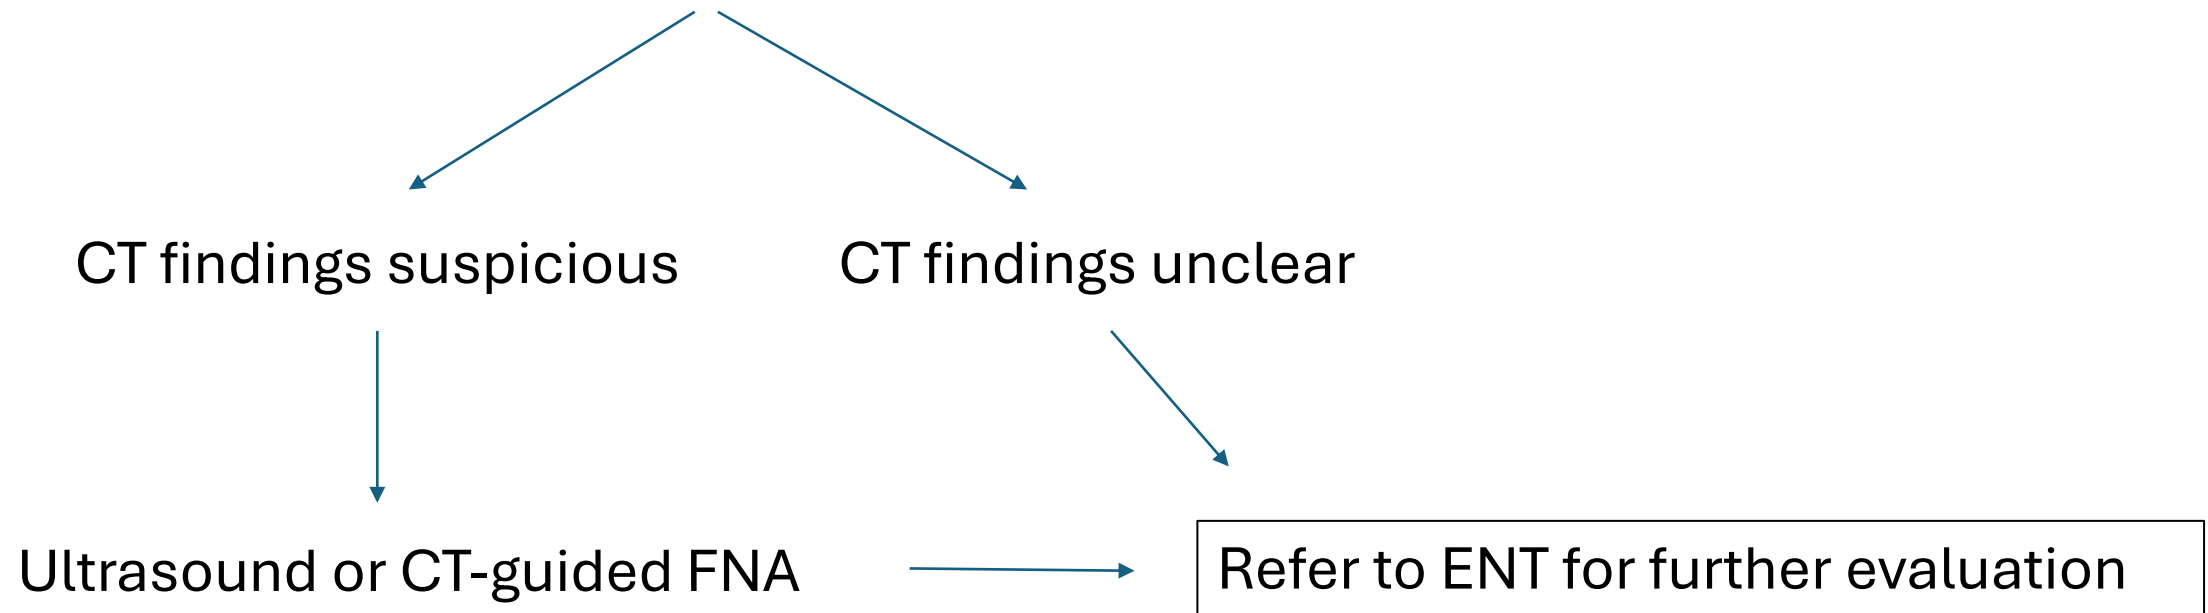 CT findings suspicious
CT findings unclear
Ultrasound or CT-guided FNA
Refer to ENT for further evaluation